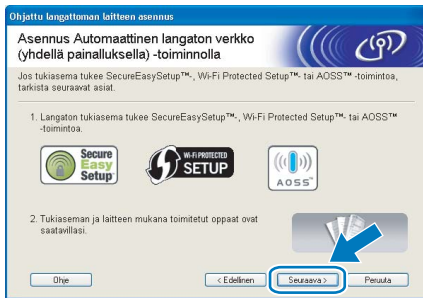 Ohjattu langattoman laitteen asennus
Asennus Automaattinen langaton verkko
(yhdellä painalluksella) -toiminnolla
Jos tukiasema tukee SecureEasySetup™-, Wi-Fi Protected Setup™- tai AOSS™ -toimintoa,
tarkista seuraavat asiat.
1. Langaton tukiasema tukee SecureEasySetup™-, Wi-Fi Protected Setup™- tai AOSS™
-toimintoa.
Secure
Easy
Setup
WI-FI PROTECTED
SETUP
AOSS™
2. Tukiaseman ja laitteen mukana toimitetut oppaat ovat
saatavillasi.
Ohje
< Edellinen
Seuraava >
Peruuta